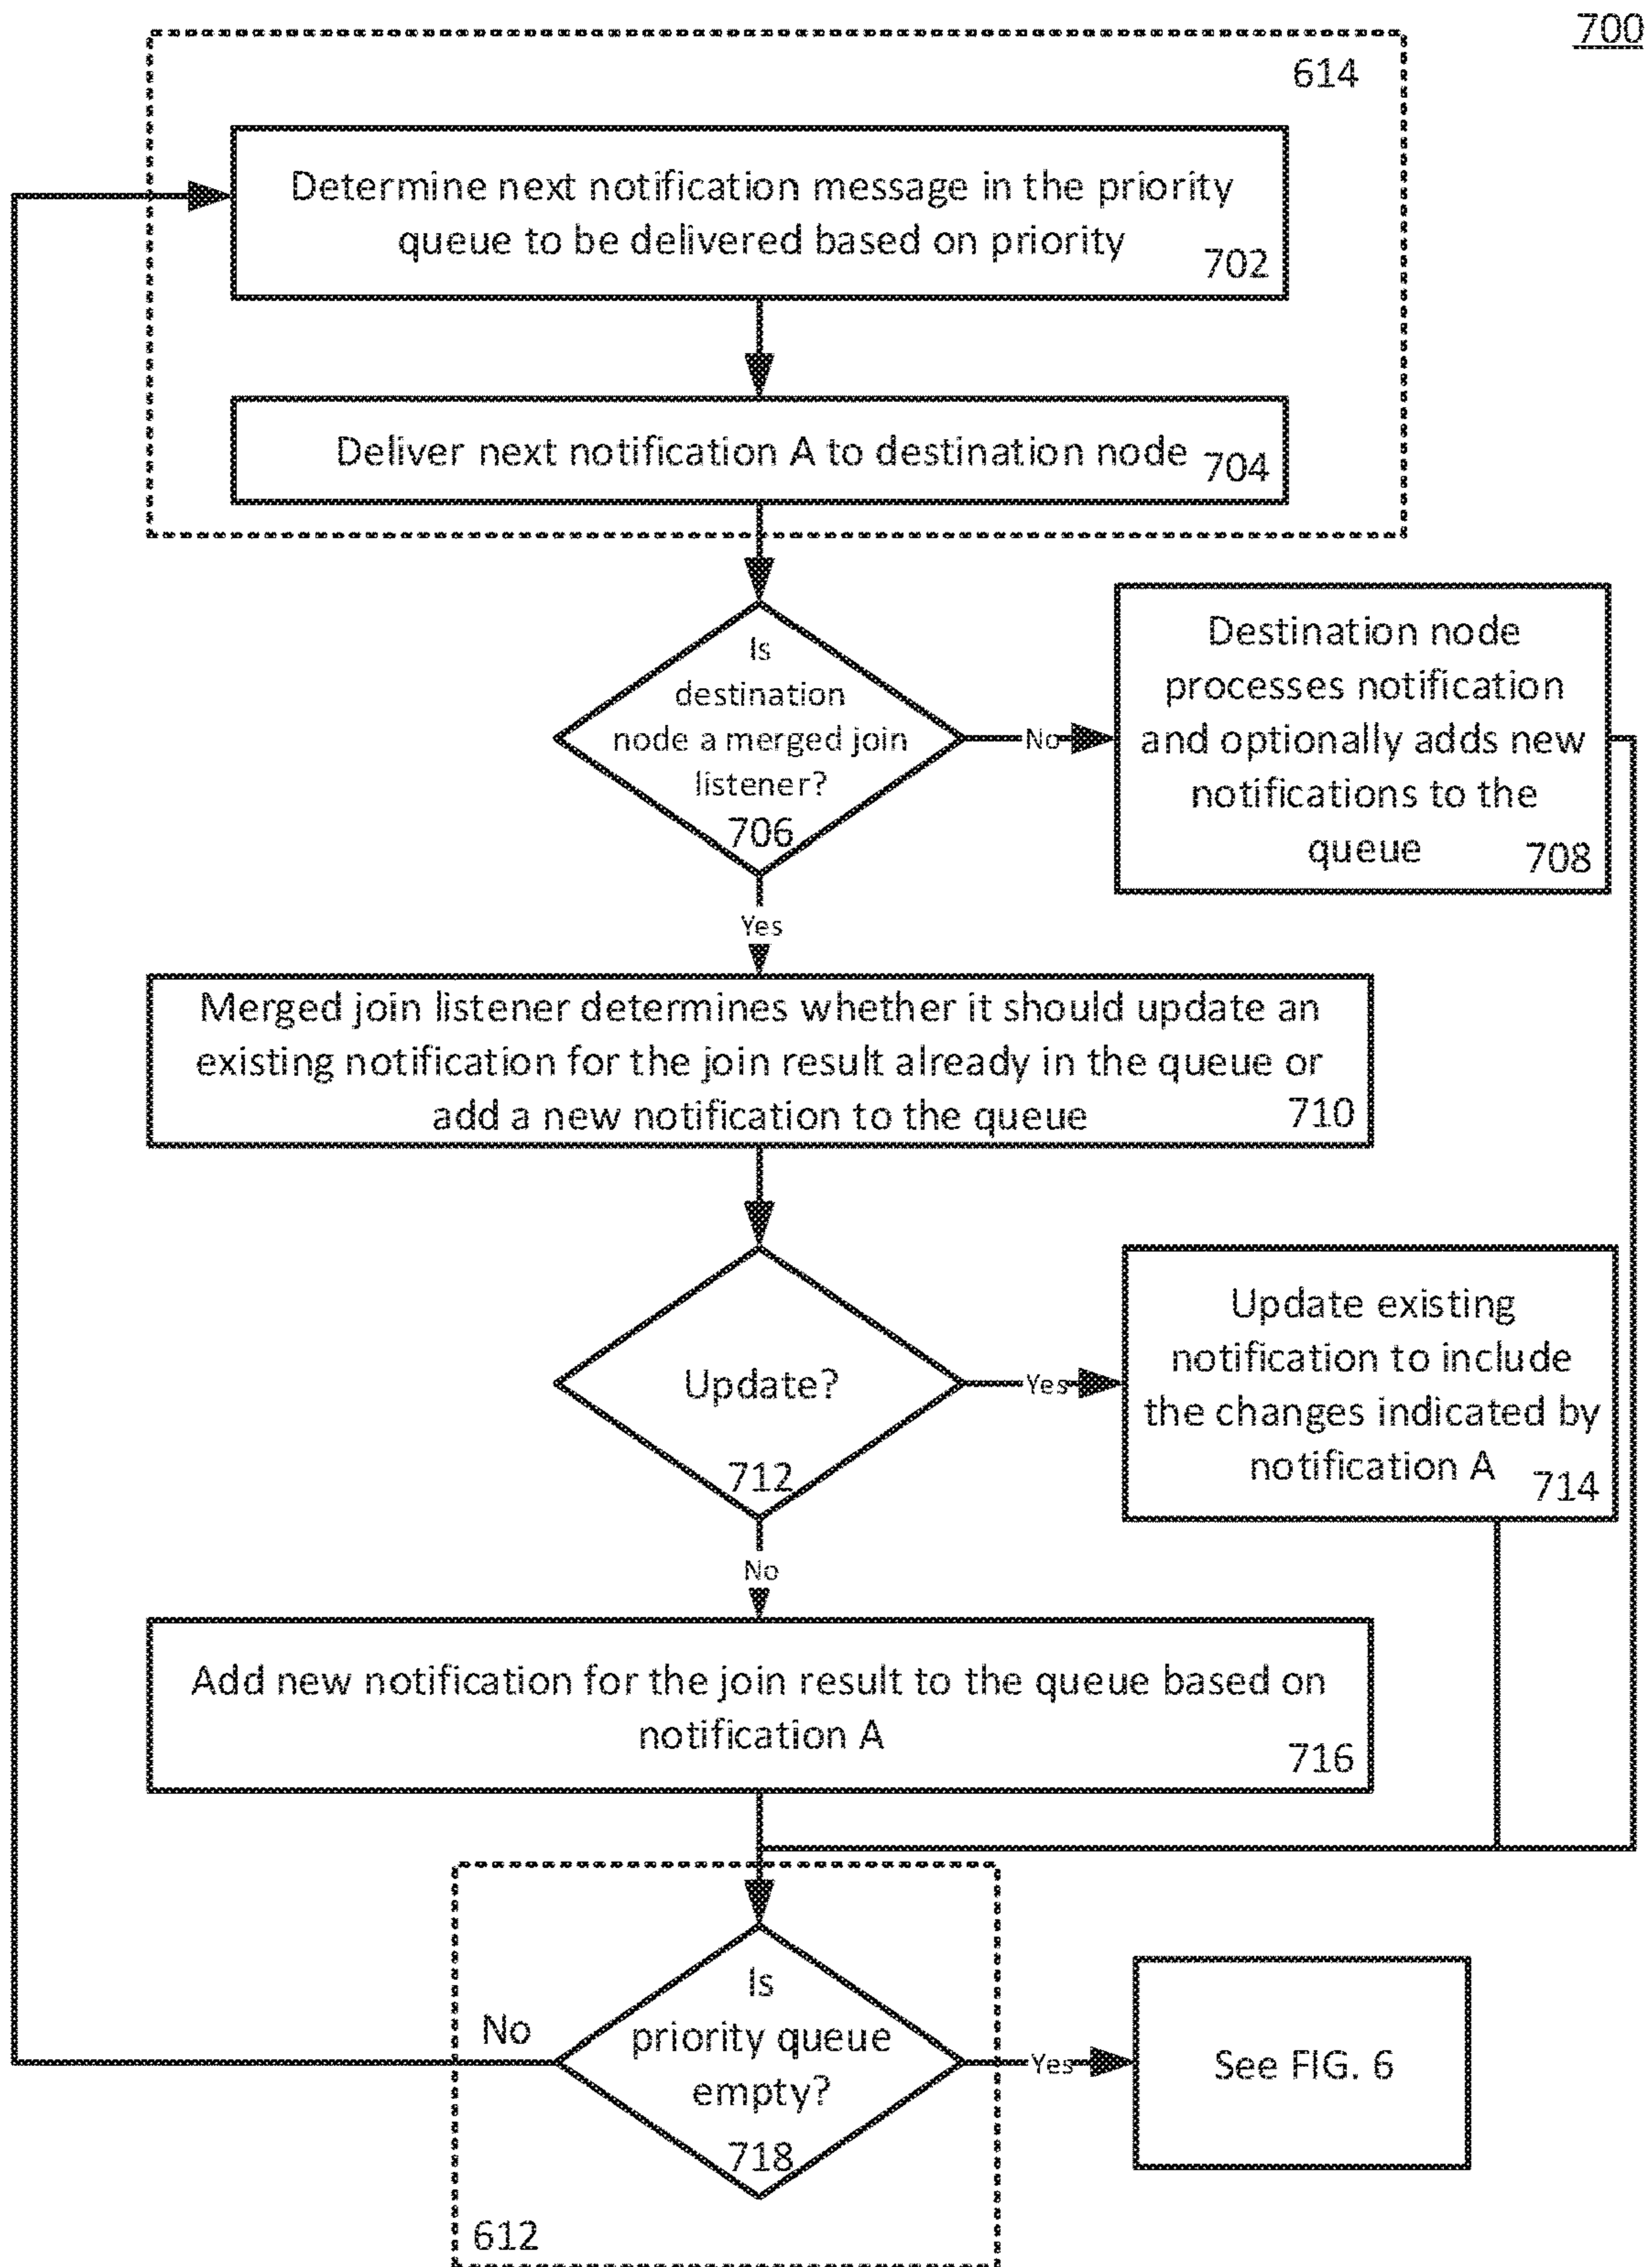 700
614
Determine next notification message in the priority
queue to be delivered based on priority
702
Deliver next notification A to destination node
704
Is
destination
node a merged join
listener?
706
No
Destination node
processes notification
and optionally adds new
notifications to the
queue
708
Yes
Merged join listener determines whether it should update an
existing notification for the join result already in the queue or
add a new notification to the queue
710
Update?
712
Yes
Update existing
notification to include
the changes indicated by
notification A
714
No
Add new notification for the join result to the queue based on
notification A
716
Is
priority queue
empty?
718
No
Yes
See FIG. 6
612